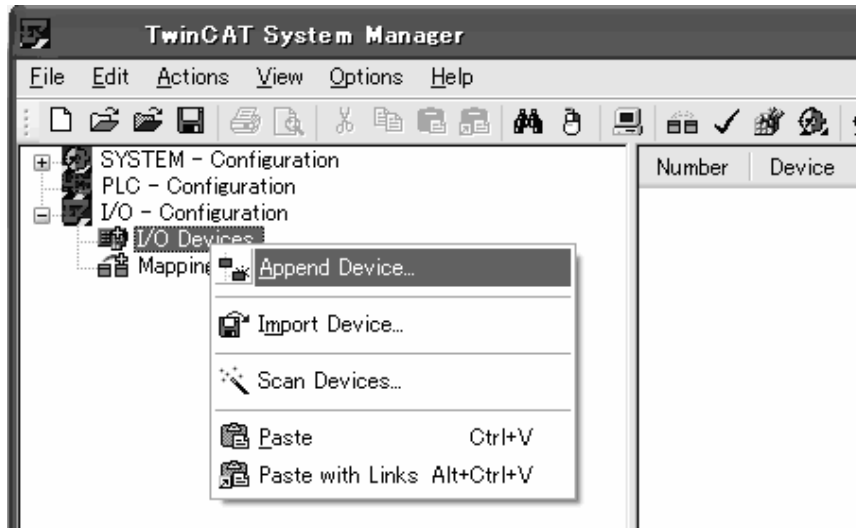 TwinCAT System Manager
File Edit Actions View Options Help
SYSTEM - Configuration
PLC - Configuration
I/O - Configuration
I/O Devices
Mapping
Number Device
Append Device...
Import Device...
Scan Devices...
Paste Ctrl+V
Paste with Links Alt+Ctrl+V